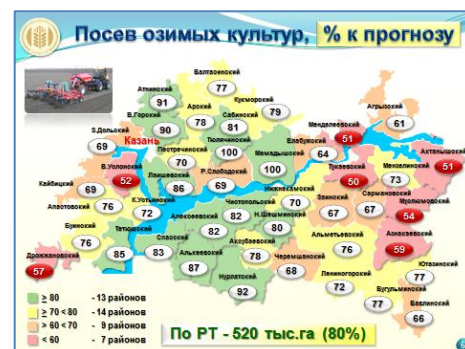 Посев озимых культур, % к прогнозу
Балтасинский
77
Атнинский
91
Кукморский
79
В.Горский
90
Арский
78
Сабинский
81
Агрызский
61
З.Дольский
69
Казань
Тюлячинский
100
Менделеевский
51
Пестречинский
70
Мамадышский
100
Елабужский
64
Актанышский
51
В.Услонский
52
Лаишевский
86
Р.Слободский
69
Тукаевский
50
Мензелинский
73
Кайбицкий
69
Нижнекамский
70
Сармановский
67
Муслюмовский
54
Апастовский
76
К.Устьинский
72
Чистопольский
82
Заинский
67
Алексеевский
82
Н.Шешминский
80
Буинский
76
Тетюшский
85
Спасский
83
Аксубаевский
78
Альметьевский
76
Азнакаевский
59
Дрожжановский
57
Алькеевский
87
Черемшанский
68
Нурлатский
92
Лениногорский
72
Ютазинский
77
Бугульминский
77
Бавлинский
66
≥ 80 - 13 районов
≥ 70 < 80 - 14 районов
> 60 < 70 - 9 районов
< 60 - 7 районов
По РТ - 520 тыс.га (80%)